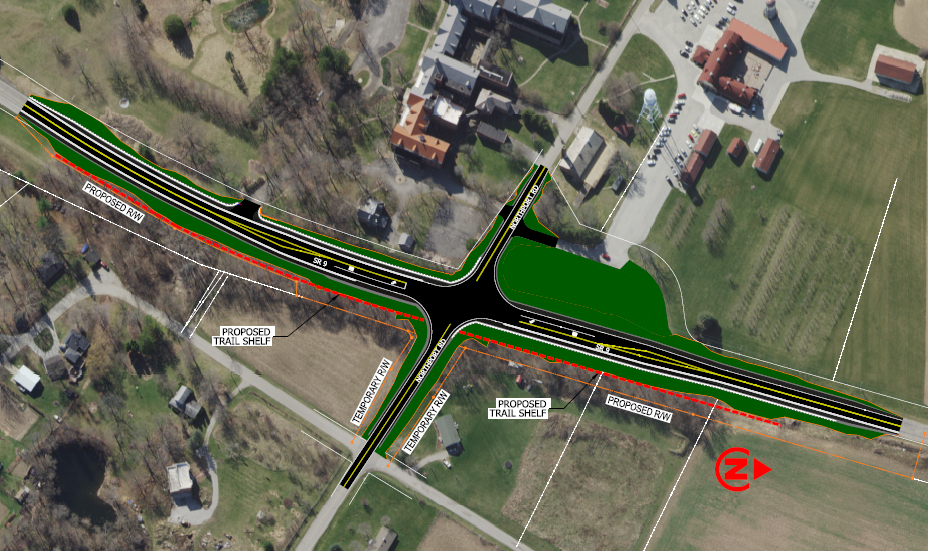 PROPOSED R/W
NORTHPORT RD
SR 9
PROPOSED
TRAIL SHELF
NORTHPORT RD
SR 9
TEMPORARY R/W
TEMPORARY R/W
PROPOSED
TRAIL SHELF
PROPOSED R/W
N